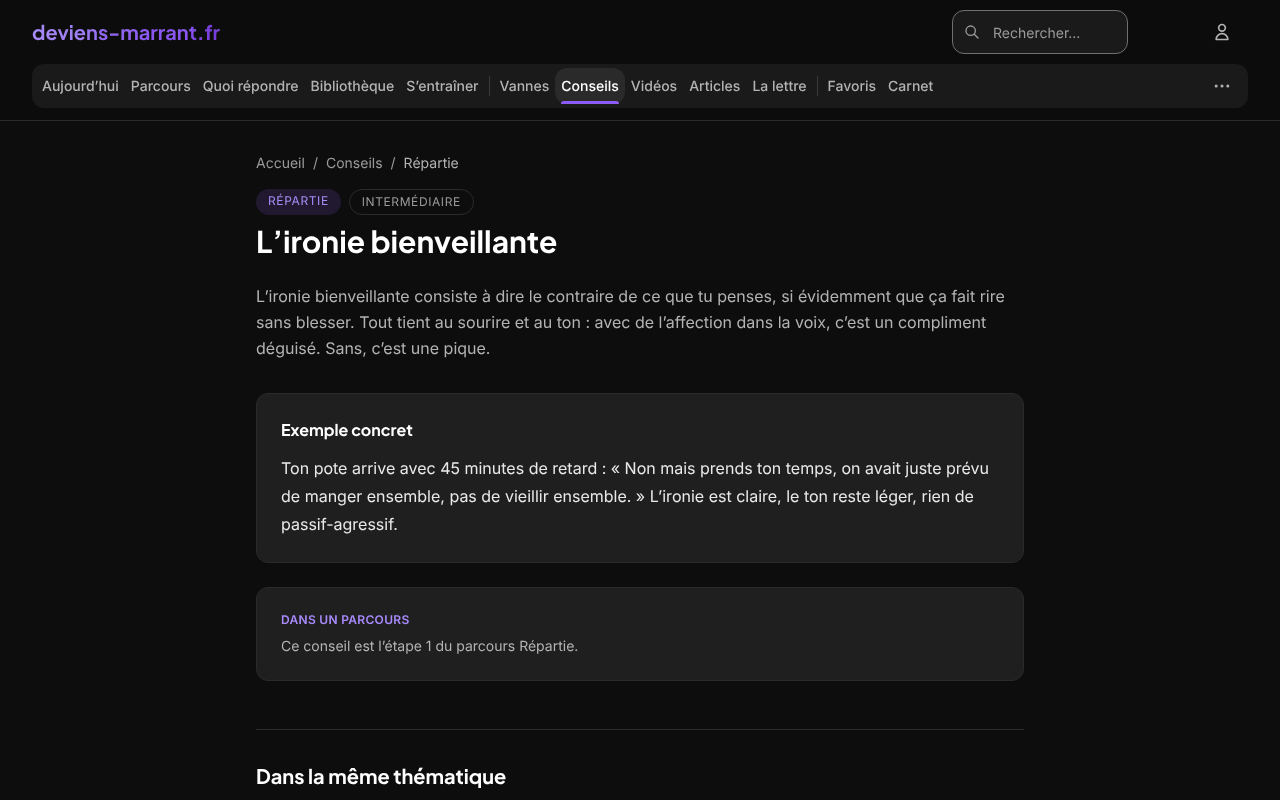 deviens-marrant.fr
Rechercher...
Aujourd’hui Parcours Quoi répondre Bibliothèque S’entraîner Vannes Conseils Vidéos Articles La lettre Favoris Carnet ...
Accueil / Conseils / Répartie
RÉPARTIE INTERMÉDIAIRE
L’ironie bienveillante
L’ironie bienveillante consiste à dire le contraire de ce que tu penses, si évidemment que ça fait rire
sans blesser. Tout tient au sourire et au ton : avec de l’affection dans la voix, c’est un compliment
déguisé. Sans, c’est une pique.
Exemple concret
Ton pote arrive avec 45 minutes de retard : « Non mais prends ton temps, on avait juste prévu
de manger ensemble, pas de vieillir ensemble. » L’ironie est claire, le ton reste léger, rien de
passif-agressif.
DANS UN PARCOURS
Ce conseil est l’étape 1 du parcours Répartie.
Dans la même thématique